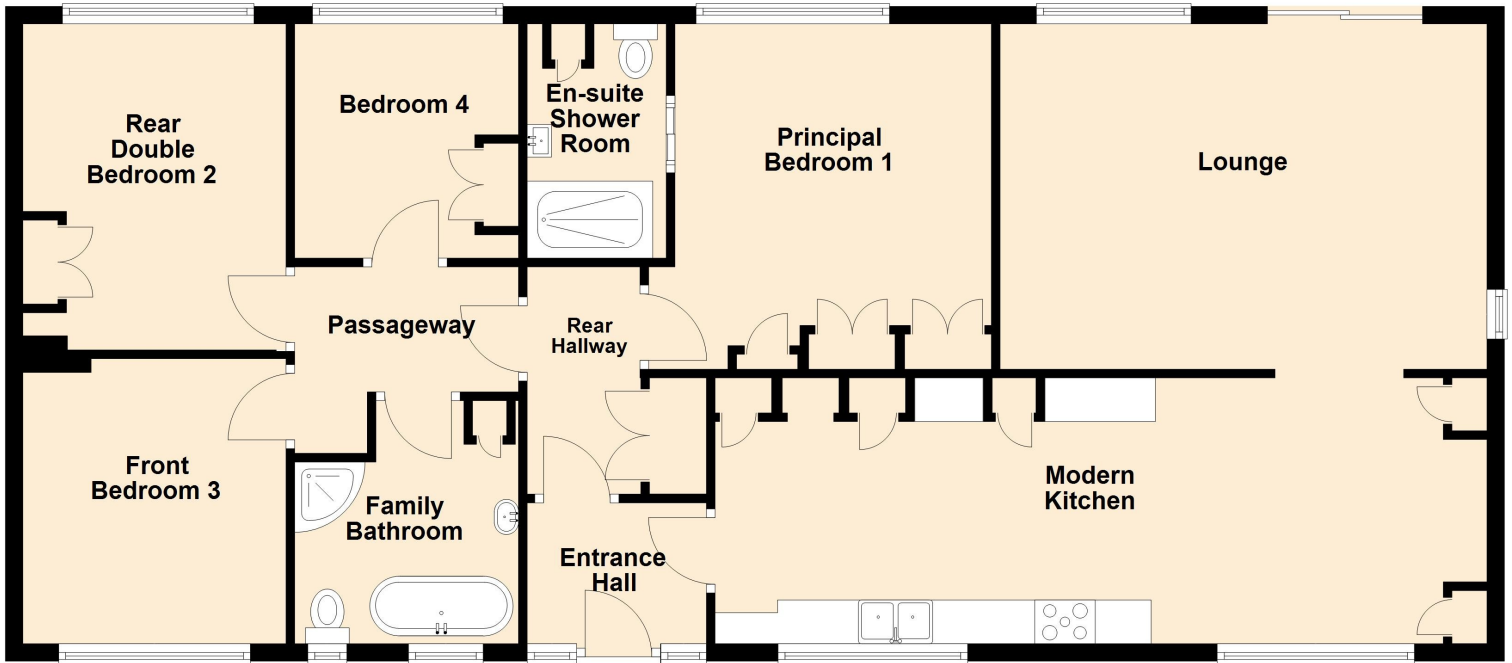 Rear
Double
Bedroom 2
Bedroom 4
En-suite
Shower
Room
Principal
Bedroom 1
Lounge
Passageway
Rear
Hallway
Front
Bedroom 3
Family
Bathroom
Entrance
Hall
Modern
Kitchen